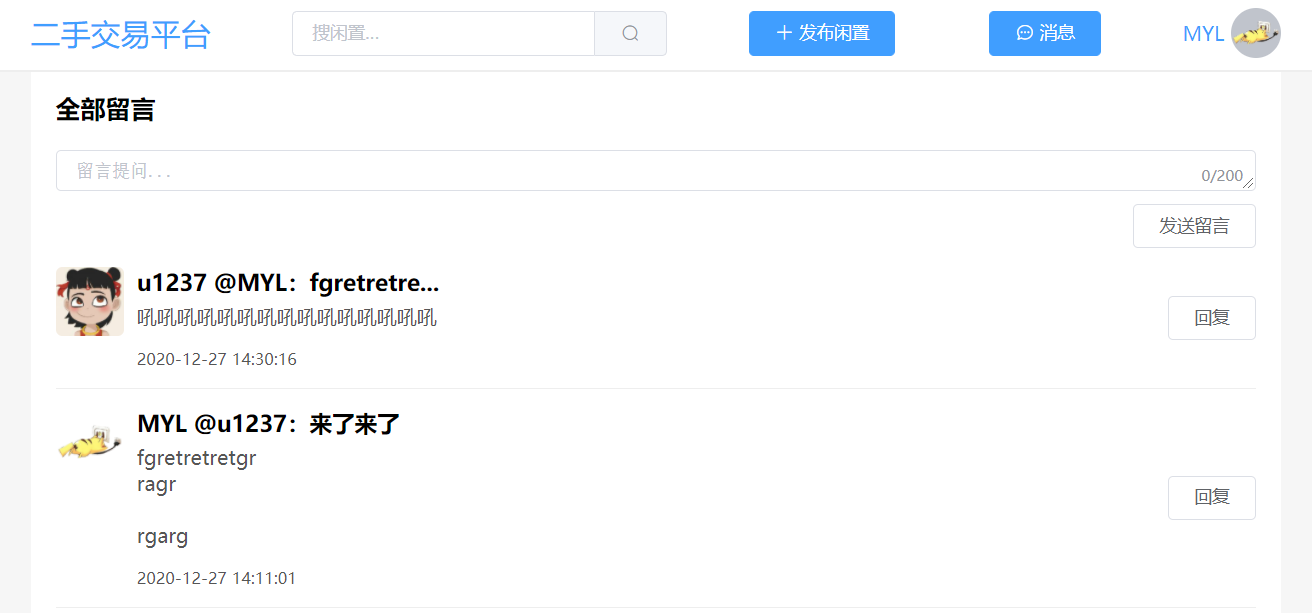 二手交易平台
搜闲置...
发布闲置
消息
MYL
全部留言
留言提问...
0/200
发送留言
u1237 @MYL：fgretretre...
吼吼吼吼吼吼吼吼吼吼吼吼吼吼吼
2020-12-27 14:30:16
回复
MYL @u1237：来了来了
fgretretretgr
ragr
rgarg
2020-12-27 14:11:01
回复